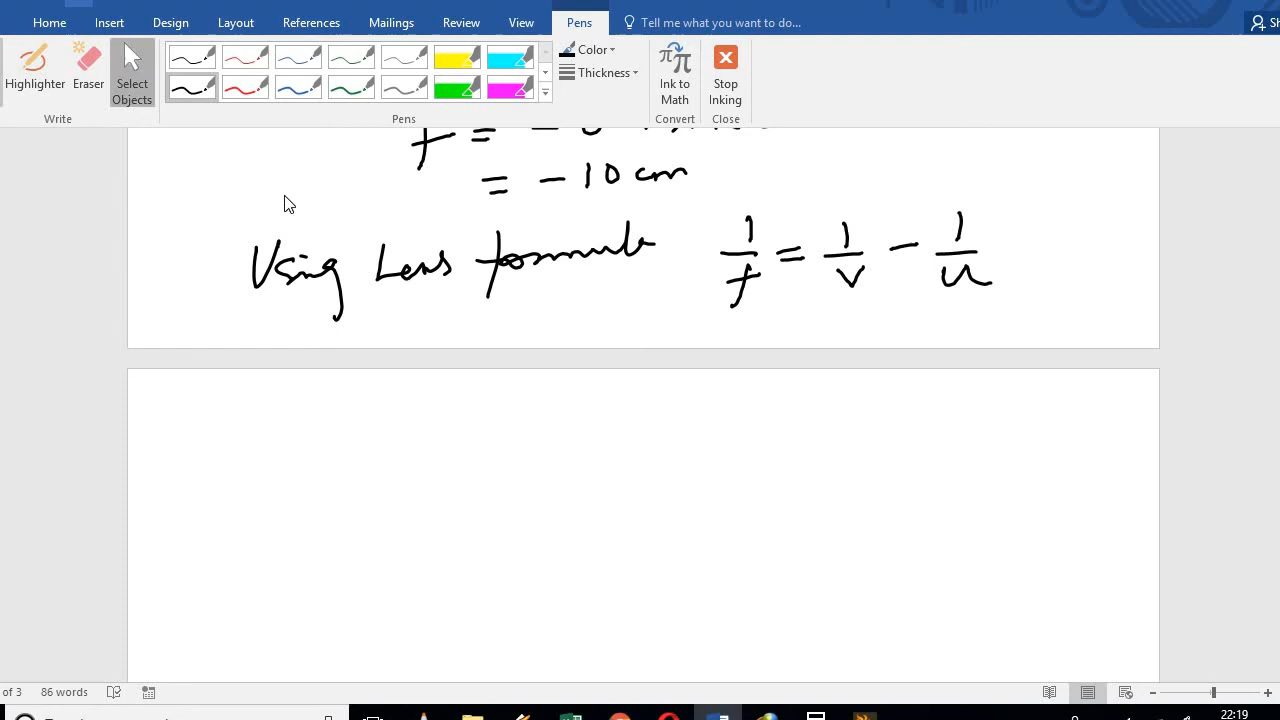 Home Insert Design Layout References Mailings Review View Pens Tell me what you want to do...
Highlighter Eraser Select Objects
Color
Thickness
Ink to Math
Stop Inking
Write Pens Convert Close
= - 10 cm
Using Lens formula 1/f = 1/v - 1/u
of 3 86 words
22:19